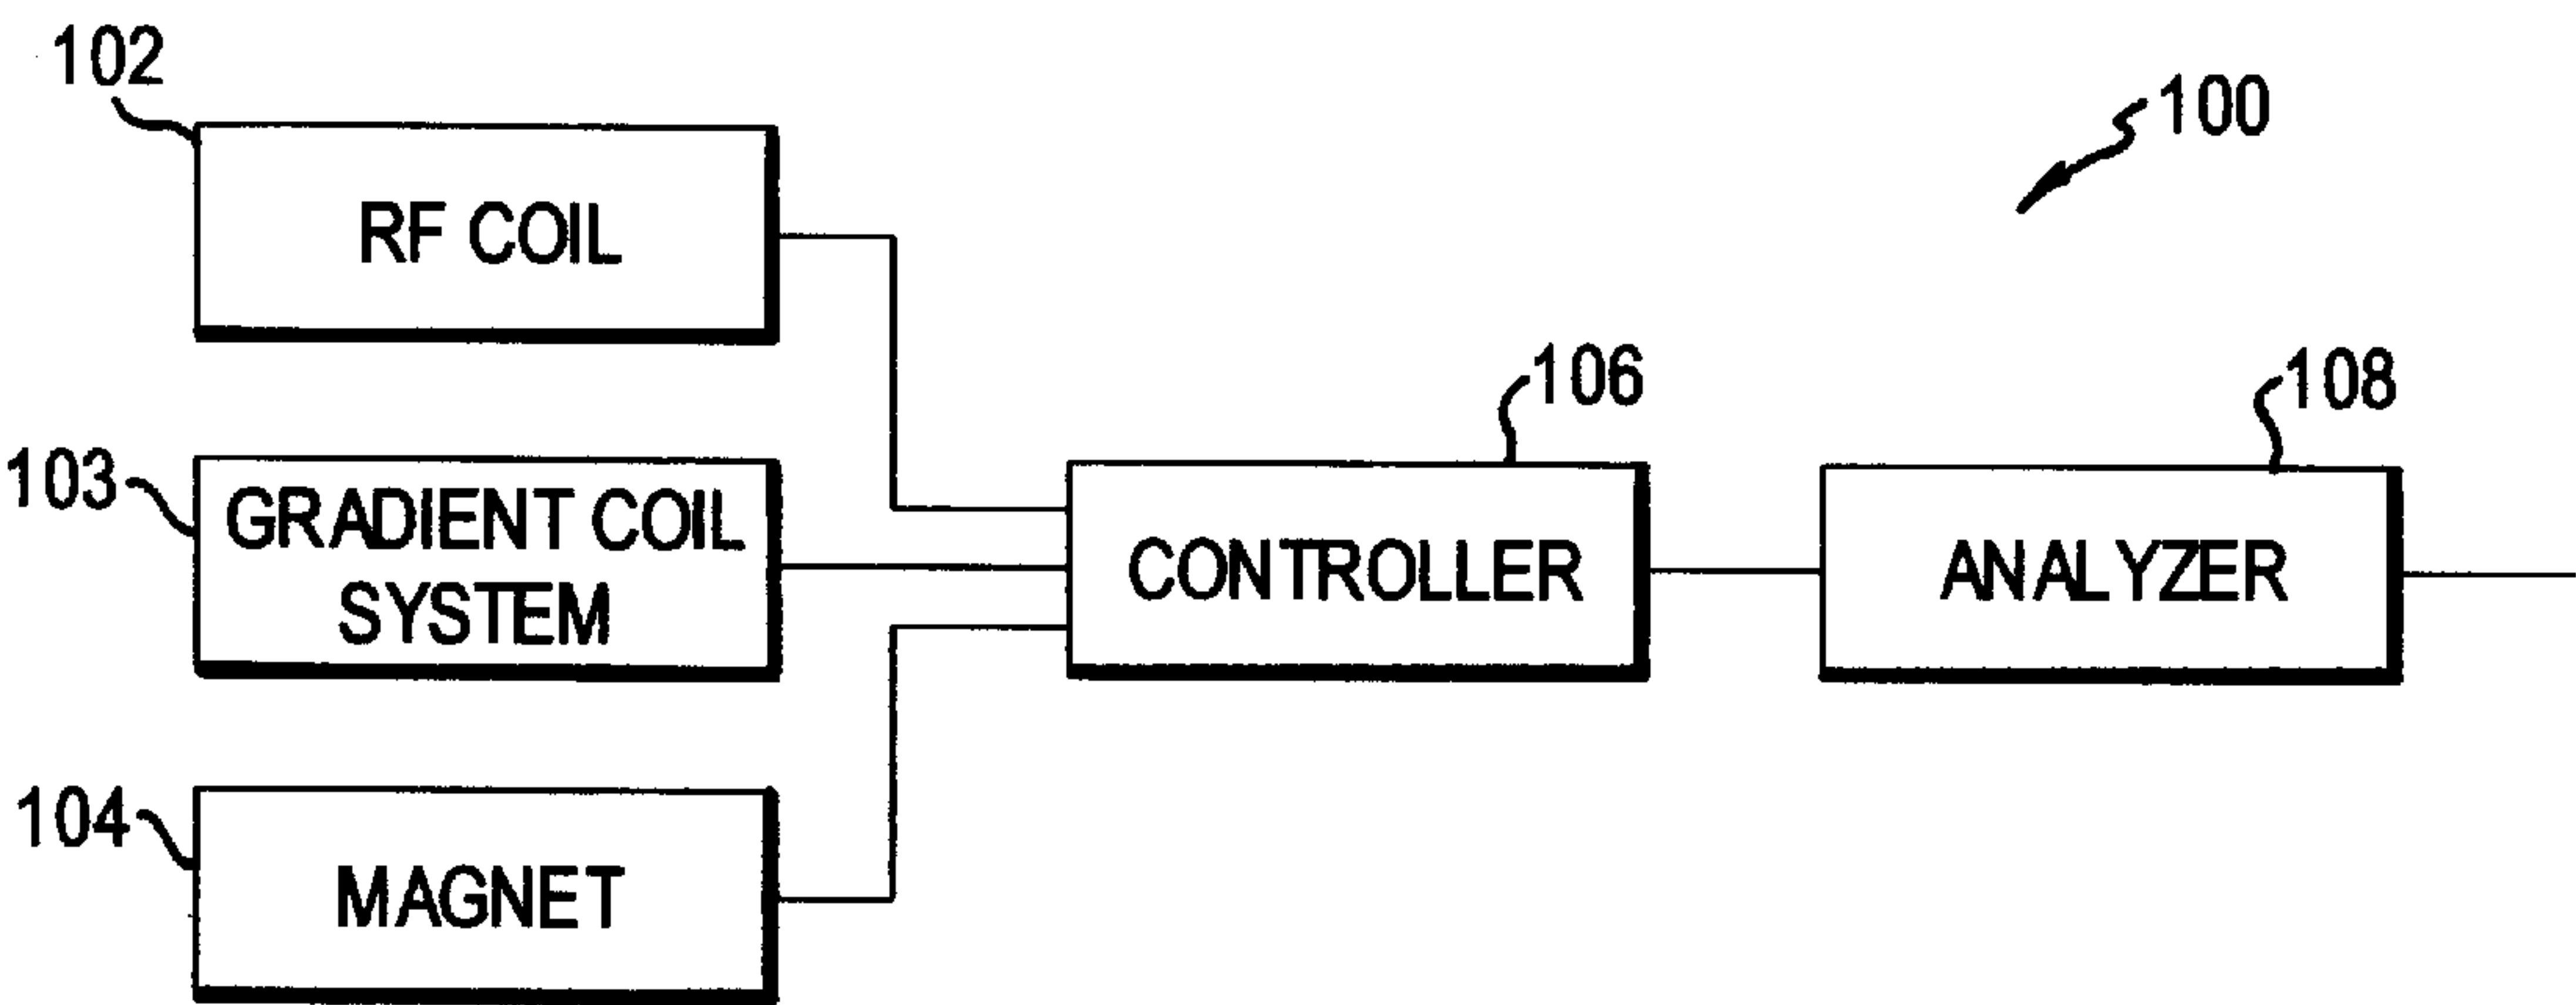 102
100
RF COIL
106
108
103
GRADIENT COIL
SYSTEM
CONTROLLER
ANALYZER
104
MAGNET